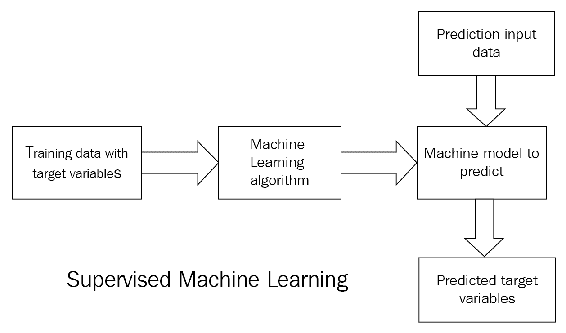 Prediction input
data
Training data with
target variables
Machine
Learning
algorithm
Machine model to
predict
Supervised Machine Learning
Predicted target
variables